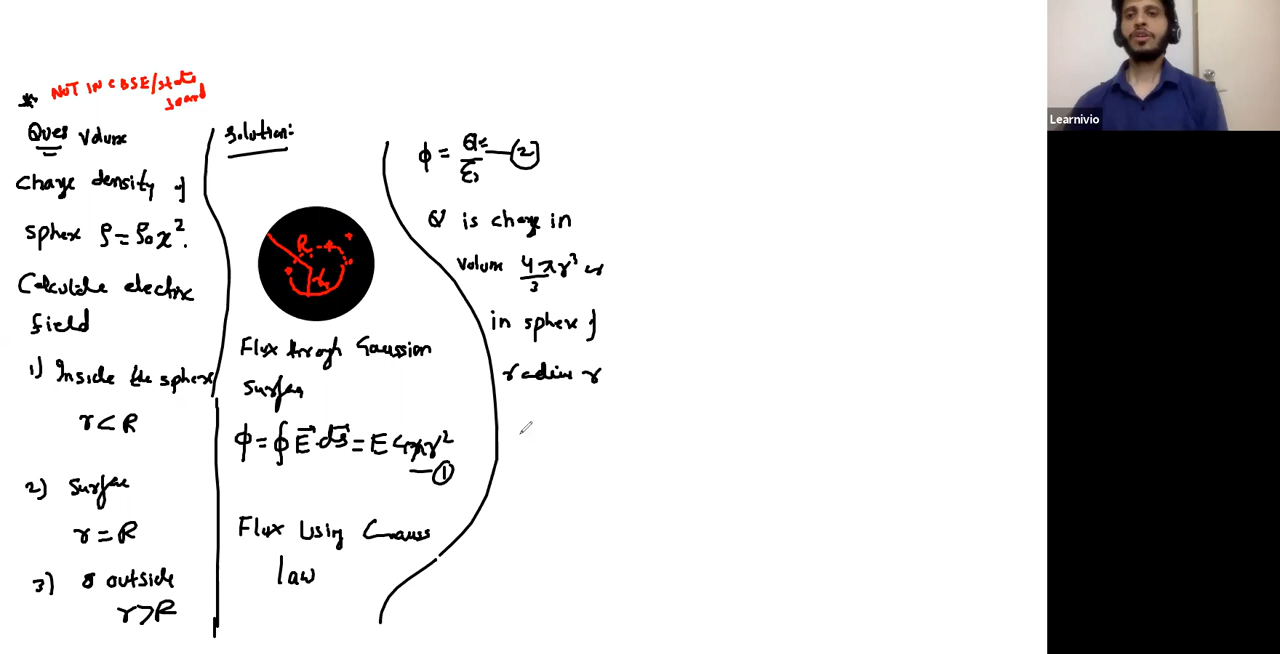 * NOT IN CBSE/state
board
Ques Volume
Charge density of
sphere ρ = ρ₀x².
Calculate electric
field
1) Inside the sphere
r < R
2) Surface
r = R
3) outside
r > R
Solution:
R
r
Flux through Gaussian
Surface
ϕ = ∮ E⃗·ds⃗ = E 4πr²
— ①
Flux Using Gauss
law
ϕ = Q/ε₀ — ②
Q is charge in
volume 4/3 πr³ or
in sphere of
radius r
Learnivio